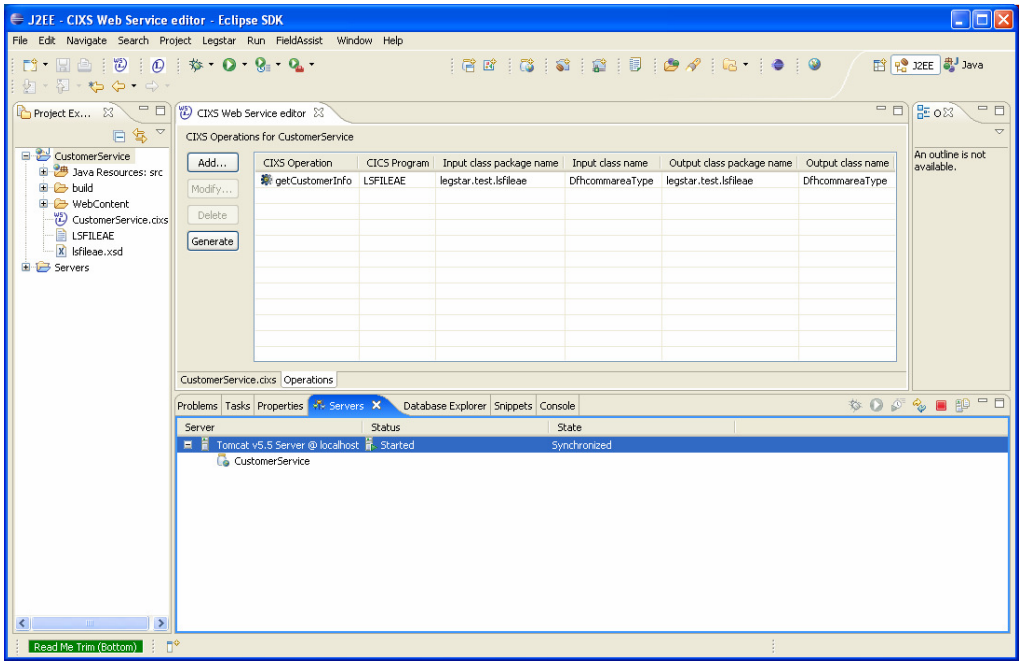 J2EE - CIXS Web Service editor - Eclipse SDK
File Edit Navigate Search Project Legstar Run FieldAssist Window Help
J2EE Java
Project Ex...
CIXS Web Service editor
CIXS Operations for CustomerService
Add...
Modify...
Delete
Generate
CIXS Operation CICS Program Input class package name Input class name Output class package name Output class name
getCustomerInfo LSFILEAE legstar.test.lsfileae DfhcommareaType legstar.test.lsfileae DfhcommareaType
CustomerService
Java Resources: src
build
WebContent
CustomerService.cixs
LSFILEAE
lsfileae.xsd
Servers
An outline is not
available.
CustomerService.cixs Operations
Problems Tasks Properties Servers Database Explorer Snippets Console
Server Status State
Tomcat v5.5 Server @ localhost Started Synchronized
CustomerService
Read Me Trim (Bottom)